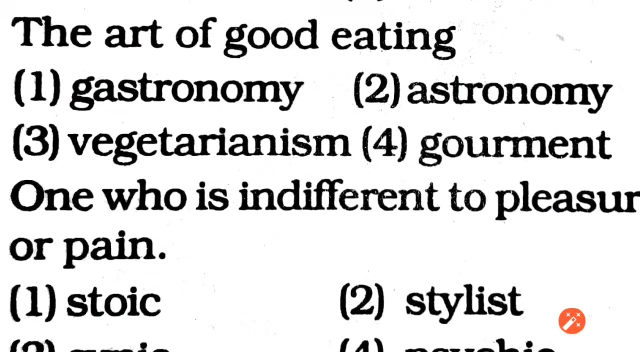 The art of good eating
(1) gastronomy (2) astronomy
(3) vegetarianism (4) gourment
One who is indifferent to pleasur
or pain.
(1) stoic (2) stylist
(4)